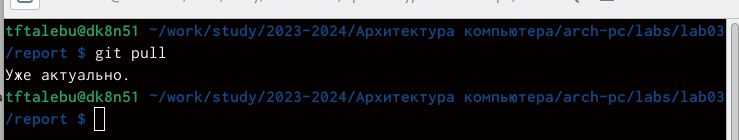 tftalebu@dk8n51 ~/work/study/2023-2024/Архитектура компьютера/arch-pc/labs/lab03
/report $ git pull
Уже актуально.
tftalebu@dk8n51 ~/work/study/2023-2024/Архитектура компьютера/arch-pc/labs/lab03
/report $